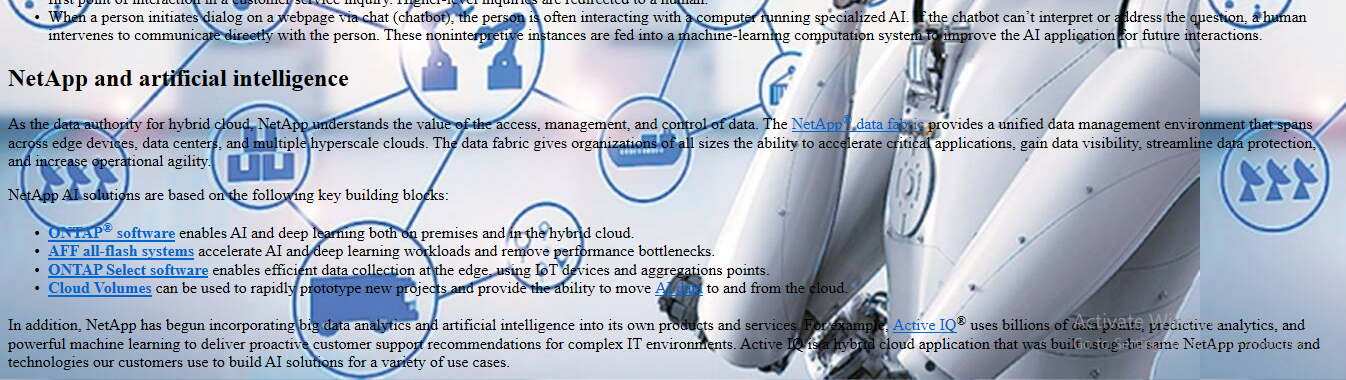 first point of interaction in a customer service inquiry. Higher-level inquiries are redirected to a human.
• When a person initiates dialog on a webpage via chat (chatbot), the person is often interacting with a computer running specialized AI. If the chatbot can’t interpret or address the question, a human
intervenes to communicate directly with the person. These noninterpretive instances are fed into a machine-learning computation system to improve the AI application for future interactions.
NetApp and artificial intelligence
As the data authority for hybrid cloud, NetApp understands the value of the access, management, and control of data. The NetApp® data fabric provides a unified data management environment that spans
across edge devices, data centers, and multiple hyperscale clouds. The data fabric gives organizations of all sizes the ability to accelerate critical applications, gain data visibility, streamline data protection,
and increase operational agility.
NetApp AI solutions are based on the following key building blocks:
• ONTAP® software enables AI and deep learning both on premises and in the hybrid cloud.
• AFF all-flash systems accelerate AI and deep learning workloads and remove performance bottlenecks.
• ONTAP Select software enables efficient data collection at the edge, using IoT devices and aggregations points.
• Cloud Volumes can be used to rapidly prototype new projects and provide the ability to move AI data to and from the cloud.
In addition, NetApp has begun incorporating big data analytics and artificial intelligence into its own products and services. For example, Active IQ® uses billions of data points, predictive analytics, and
powerful machine learning to deliver proactive customer support recommendations for complex IT environments. Active IQ is a hybrid cloud application that was built using the same NetApp products and
technologies our customers use to build AI solutions for a variety of use cases.
Activate Wi